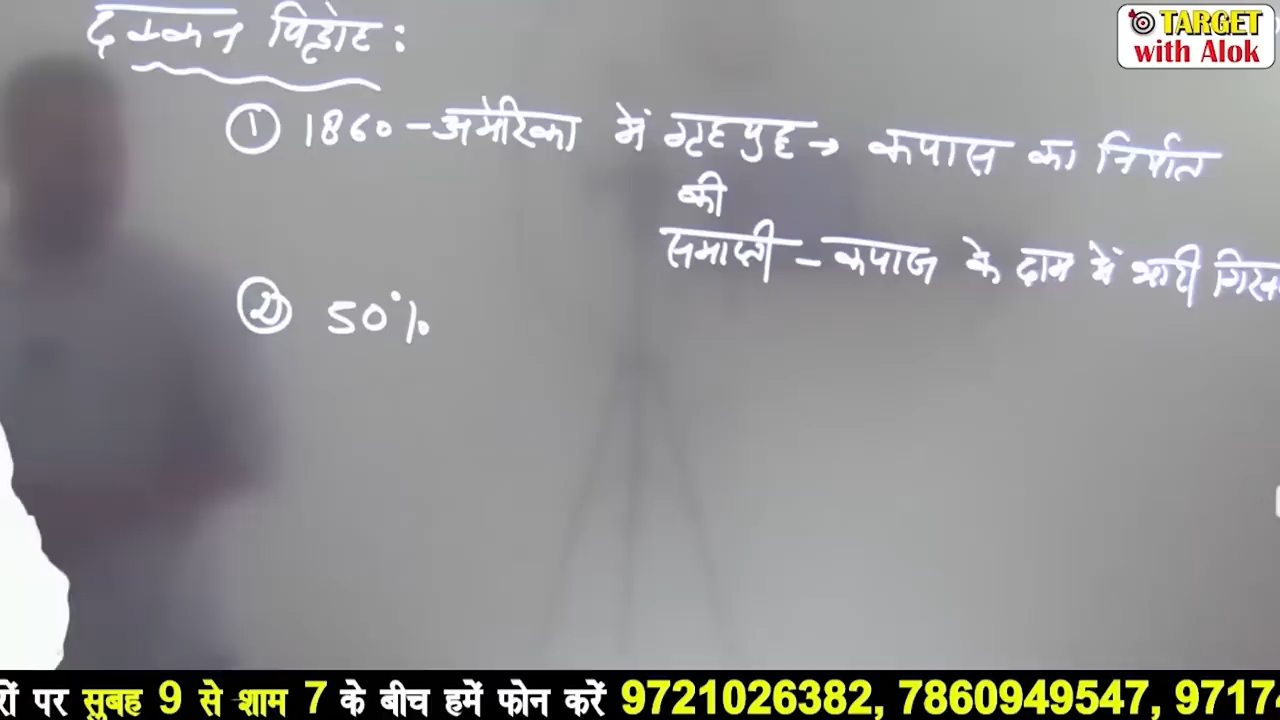 दक्कन विद्रोह :
TARGET
with Alok
① 1860 – अमेरिका में गृहयुद्ध → कपास का निर्यात
की
समाप्ती – कपास के दाम में भारी
② 50%
रों पर सुबह 9 से शाम 7 के बीच हमें फोन करें 9721026382, 7860949547, 9717